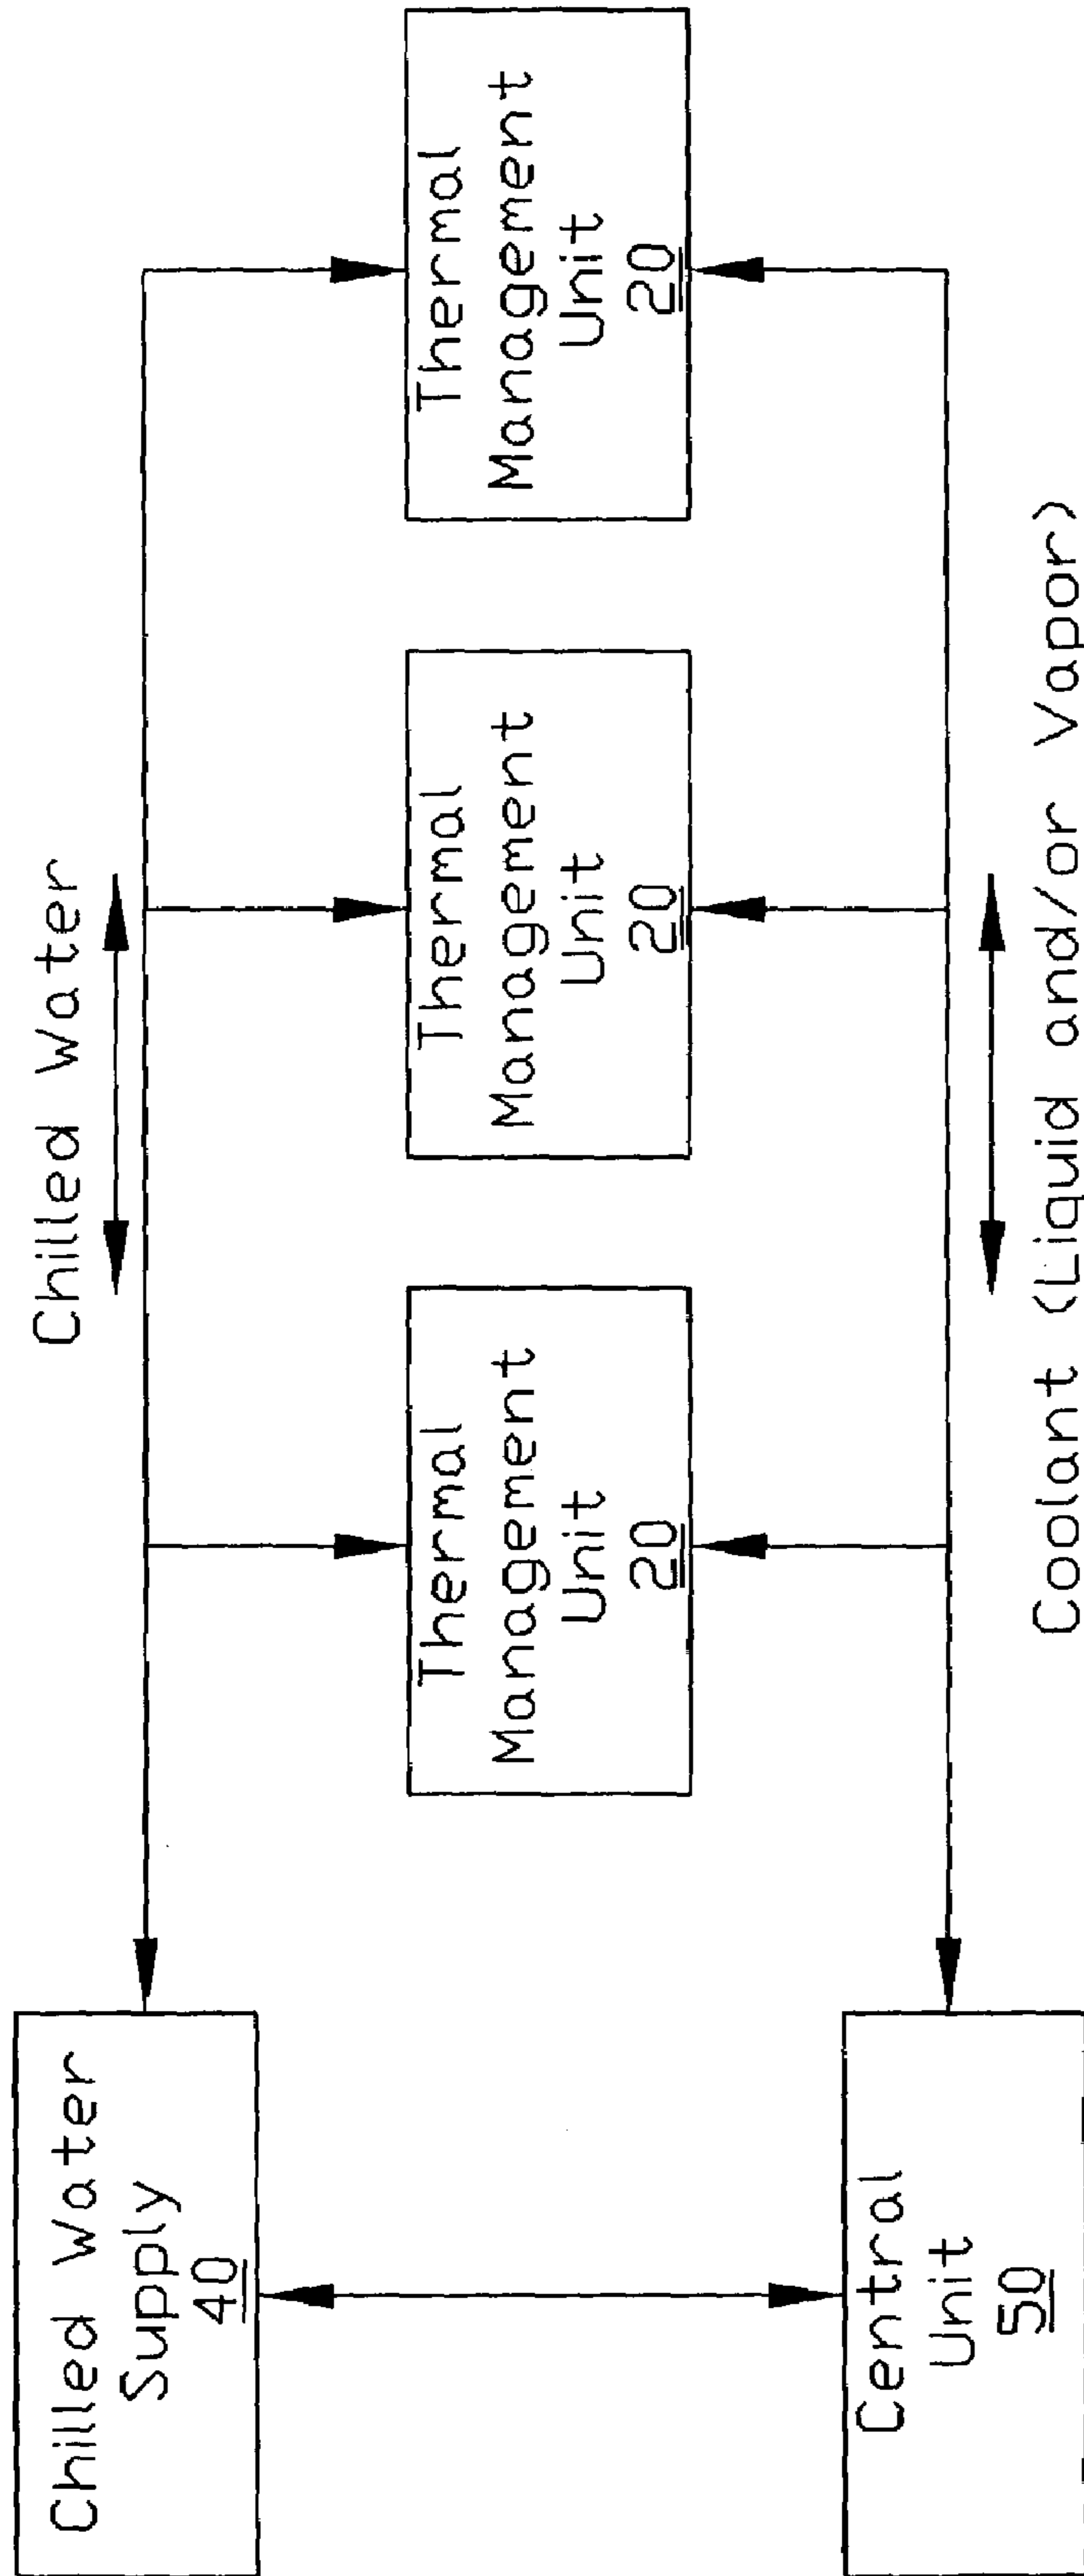 Chilled Water
Supply
40
Chilled Water
Thermal
Management
Unit
20
Thermal
Management
Unit
20
Thermal
Management
Unit
20
Central
Unit
50
Coolant (Liquid and/or Vapor)